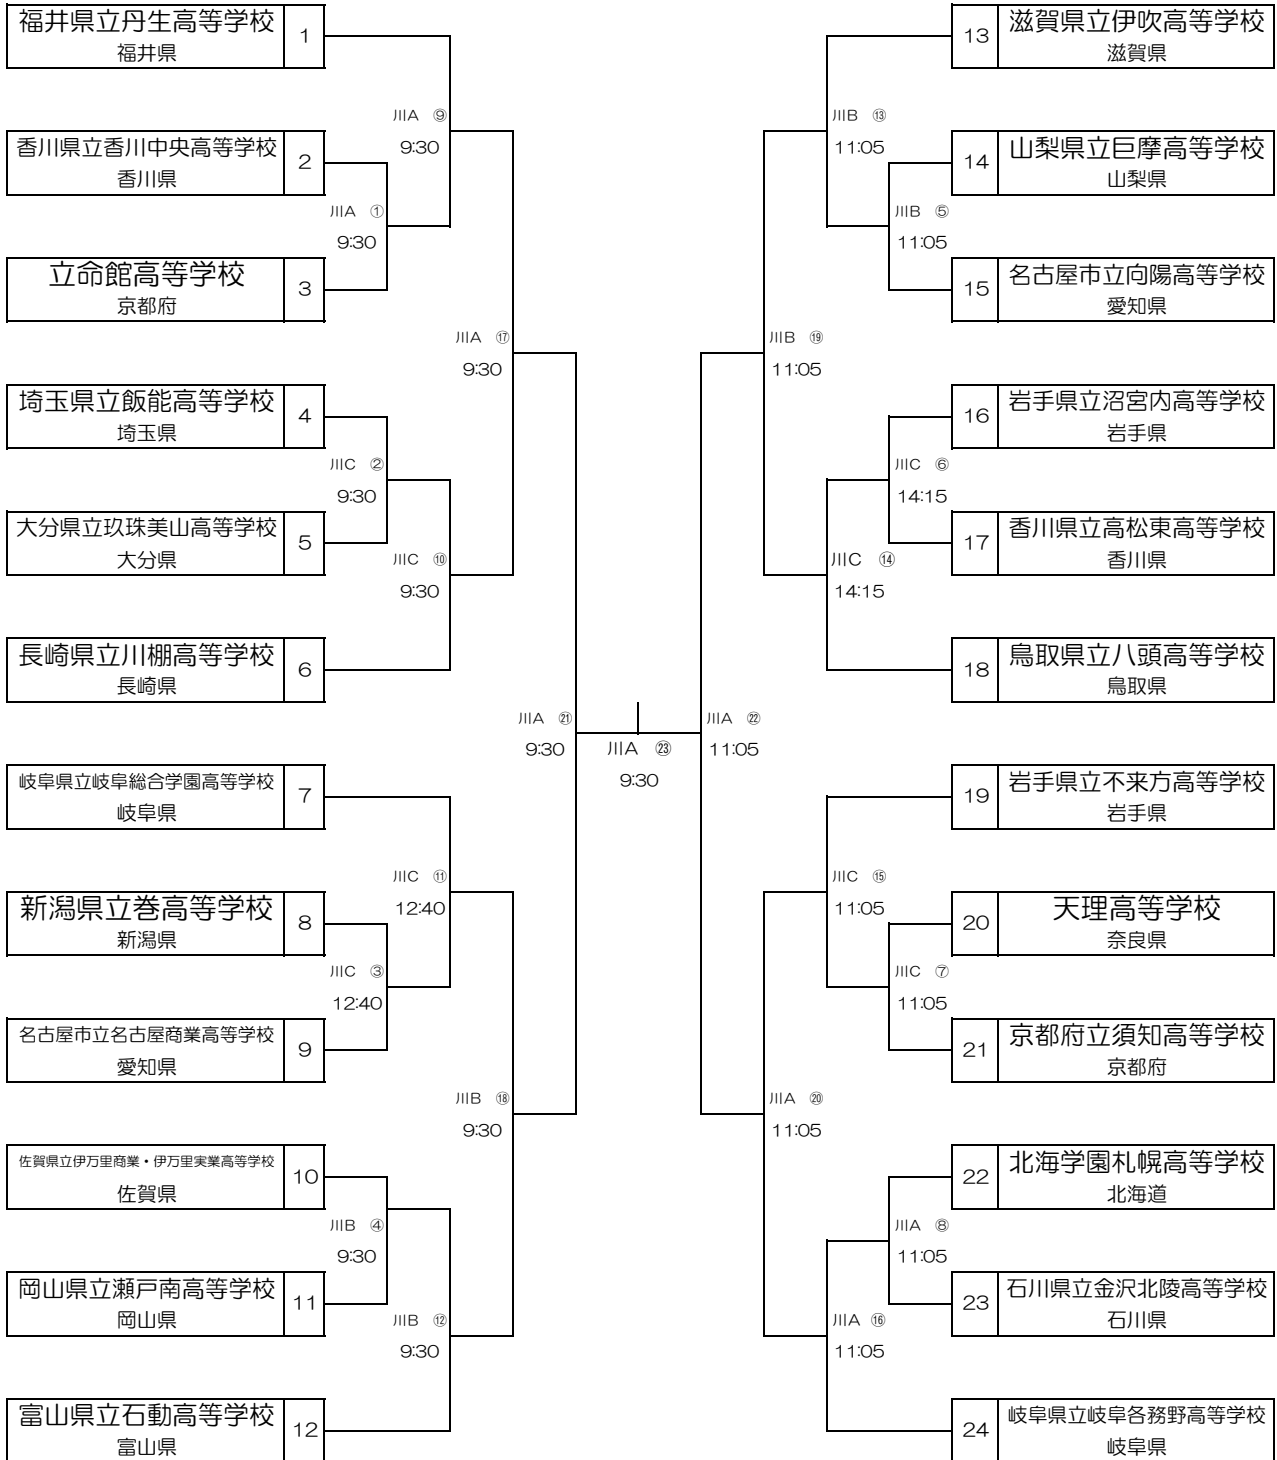 福井県立丹生高等学校
1
福井県
川A ⑨
9:30
香川県立香川中央高等学校
2
香川県
川A ①
9:30
立命館高等学校
3
京都府
川A ⑰
9:30
埼玉県立飯能高等学校
4
埼玉県
川C ②
9:30
大分県立玖珠美山高等学校
5
大分県
川C ⑩
9:30
長崎県立川棚高等学校
6
長崎県
川A ㉑
9:30
岐阜県立岐阜総合学園高等学校
7
岐阜県
川C ⑪
12:40
新潟県立巻高等学校
8
新潟県
川C ③
12:40
名古屋市立名古屋商業高等学校
9
愛知県
川B ⑱
9:30
佐賀県立伊万里商業・伊万里実業高等学校
10
佐賀県
川B ④
9:30
岡山県立瀬戸南高等学校
11
岡山県
川B ⑫
9:30
富山県立石動高等学校
12
富山県
川A ㉓
9:30
13
滋賀県立伊吹高等学校
滋賀県
川B ⑬
11:05
14
山梨県立巨摩高等学校
山梨県
川B ⑤
11:05
15
名古屋市立向陽高等学校
愛知県
川B ⑲
11:05
16
岩手県立沼宮内高等学校
岩手県
川C ⑥
14:15
17
香川県立高松東高等学校
香川県
川C ⑭
14:15
18
鳥取県立八頭高等学校
鳥取県
川A ㉒
11:05
19
岩手県立不来方高等学校
岩手県
川C ⑮
11:05
20
天理高等学校
奈良県
川C ⑦
11:05
21
京都府立須知高等学校
京都府
川A ⑳
11:05
22
北海学園札幌高等学校
北海道
川A ⑧
11:05
23
石川県立金沢北陵高等学校
石川県
川A ⑯
11:05
24
岐阜県立岐阜各務野高等学校
岐阜県